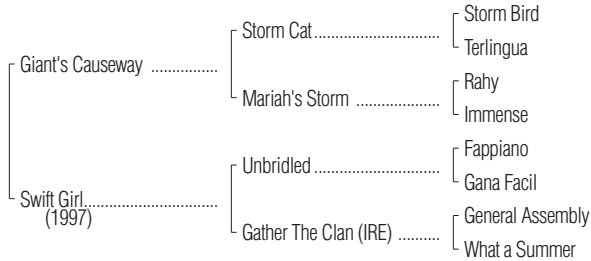 Storm Bird
Storm Cat..................................
Terlingua
Giant's Causeway ................
Rahy
Mariah's Storm .....................
Immense
Fappiano
Unbridled ................................
Gana Facil
Swift Girl.................................
(1997)
General Assembly
Gather The Clan (IRE) ..........
What a Summer